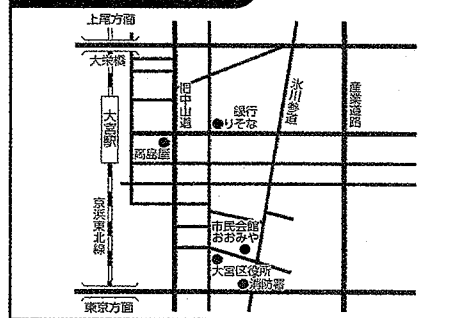 上尾方面
大栄橋
旧中山道
氷川参道
産業道路
銀行
りそな
大宮駅
高島屋
京浜東北線
市民会館
おおみや
大宮区役所
消防署
東京方面